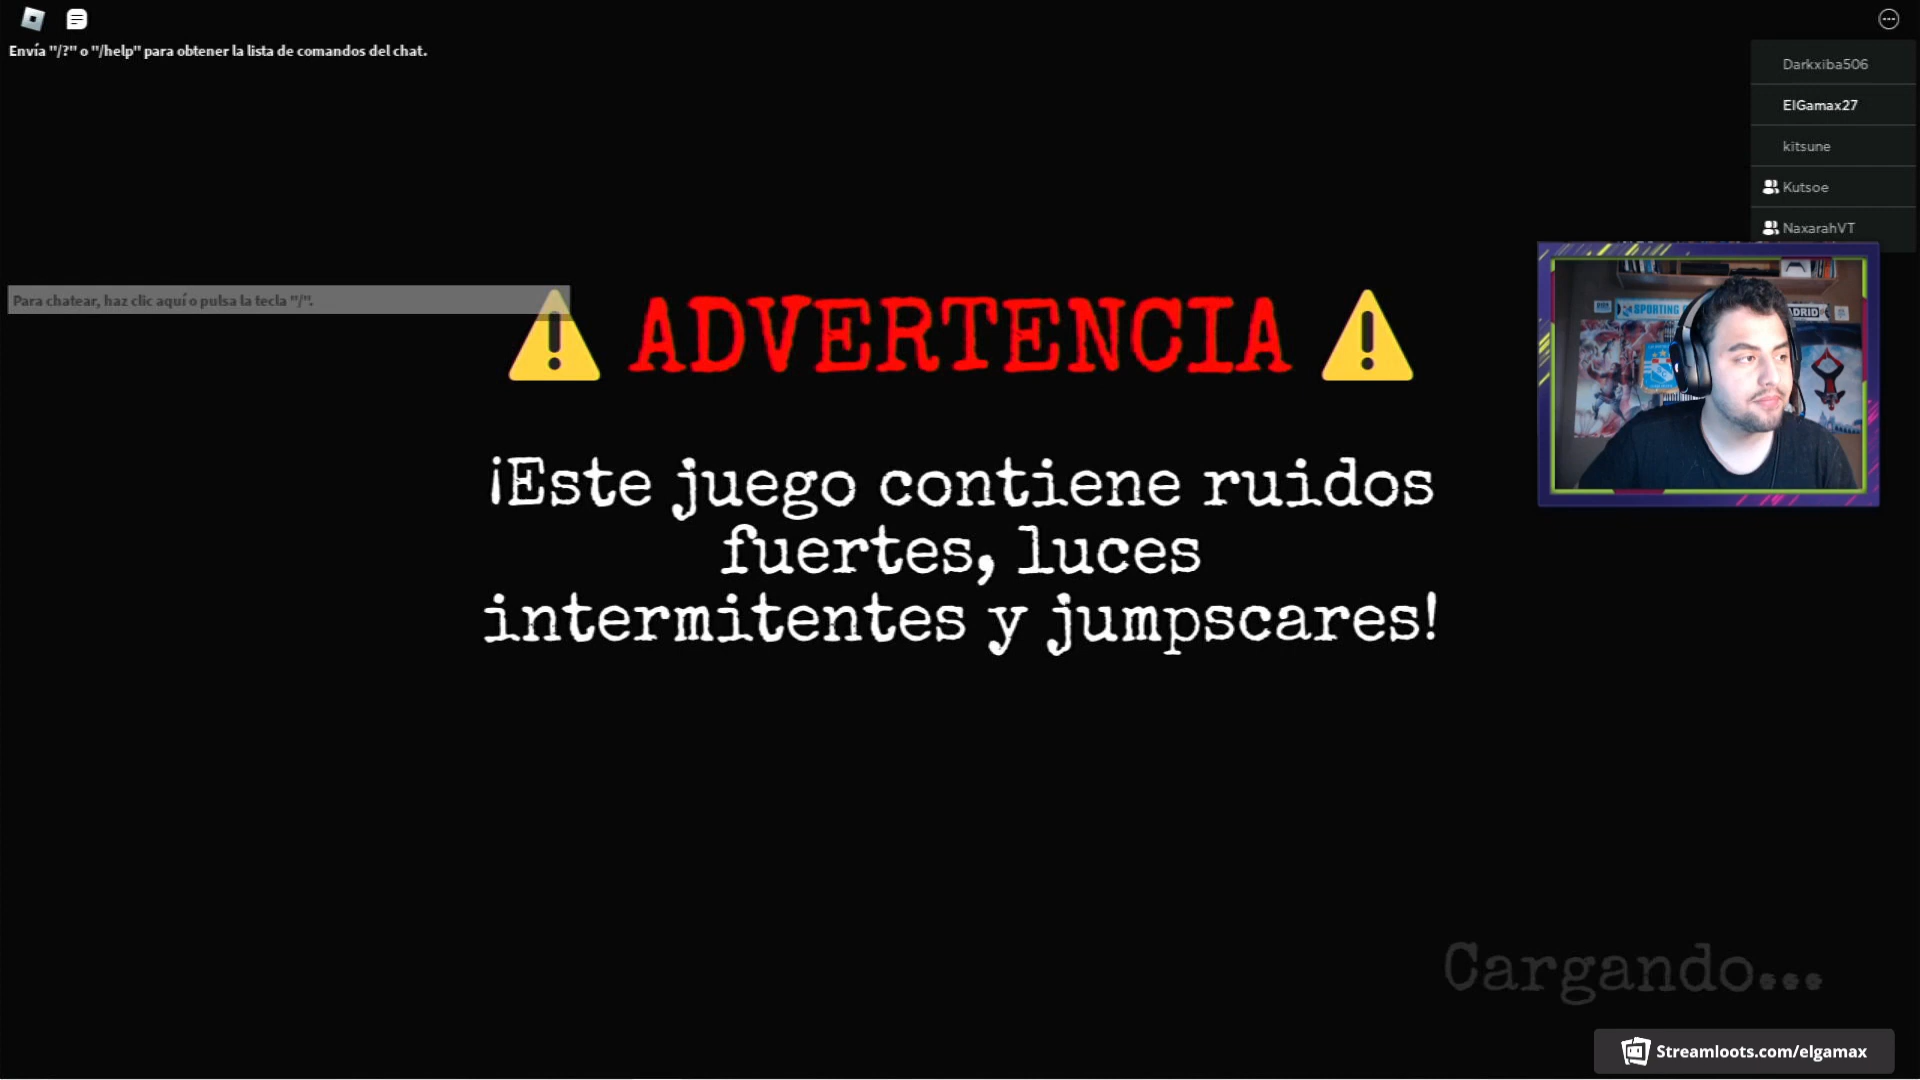 Envía "/?" o "/help" para obtener la lista de comandos del chat.
Darkxiba506
ElGamax27
kitsune
Kutsoe
NaxarahVT
Para chatear, haz clic aquí o pulsa la tecla "/".
ADVERTENCIA
SPORTING
¡Este juego contiene ruidos
fuertes, luces
intermitentes y jumpscares!
Cargando...
Streamloots.com/elgamax